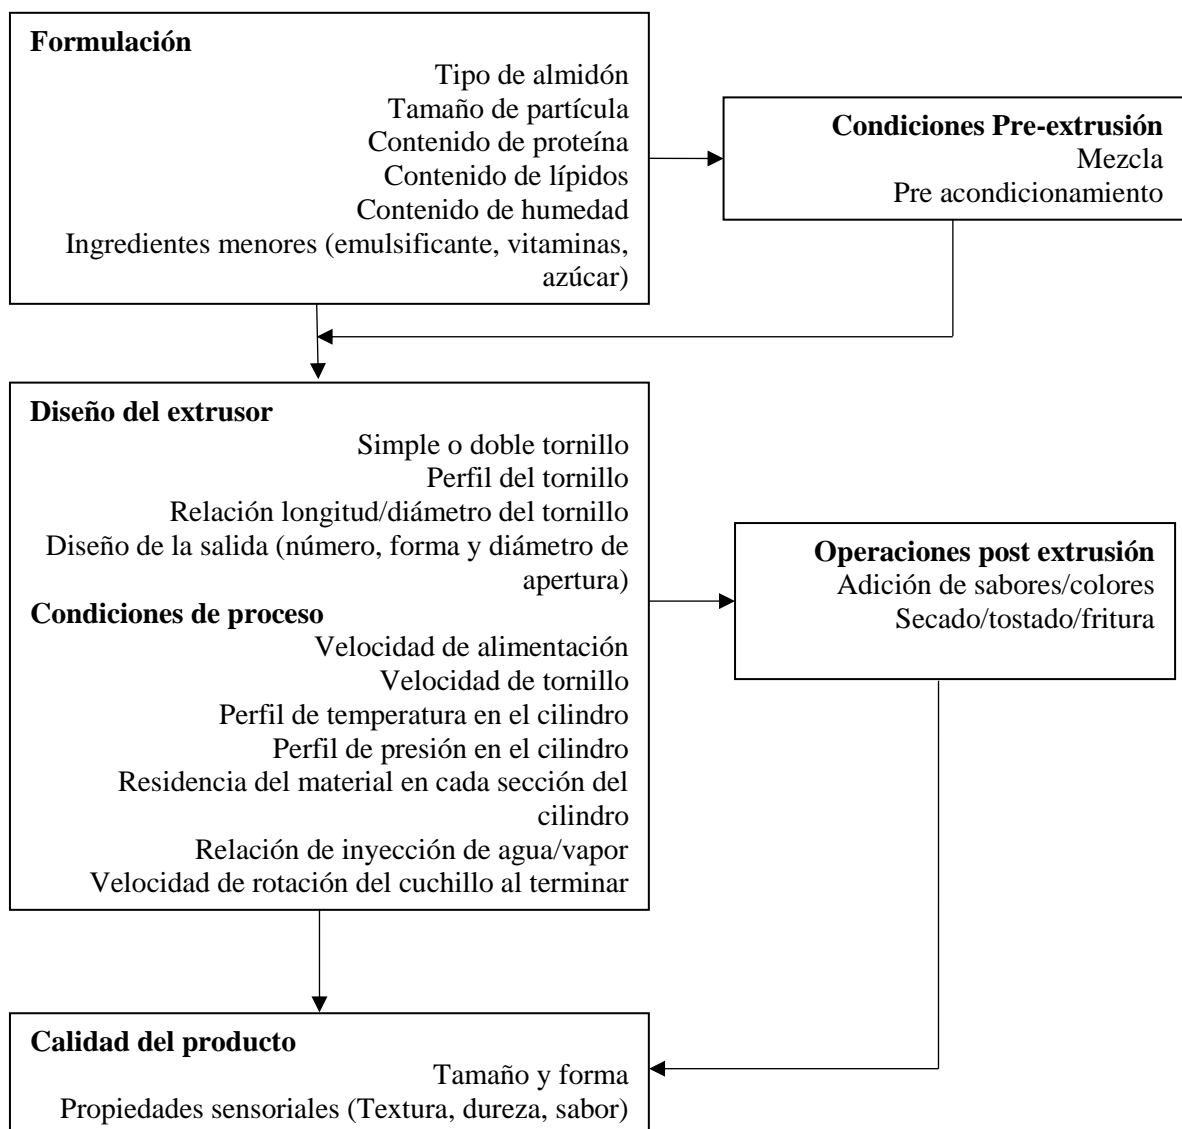 Formulación
Tipo de almidón
Tamaño de partícula
Contenido de proteína
Contenido de lípidos
Contenido de humedad
Ingredientes menores (emulsificante, vitaminas,
azúcar)
Condiciones Pre-extrusión
Mezcla
Pre acondicionamiento
Diseño del extrusor
Simple o doble tornillo
Perfil del tornillo
Relación longitud/diámetro del tornillo
Diseño de la salida (número, forma y diámetro de
apertura)
Condiciones de proceso
Velocidad de alimentación
Velocidad de tornillo
Perfil de temperatura en el cilindro
Perfil de presión en el cilindro
Residencia del material en cada sección del
cilindro
Relación de inyección de agua/vapor
Velocidad de rotación del cuchillo al terminar
Operaciones post extrusión
Adición de sabores/colores
Secado/tostado/fritura
Calidad del producto
Tamaño y forma
Propiedades sensoriales (Textura, dureza, sabor)